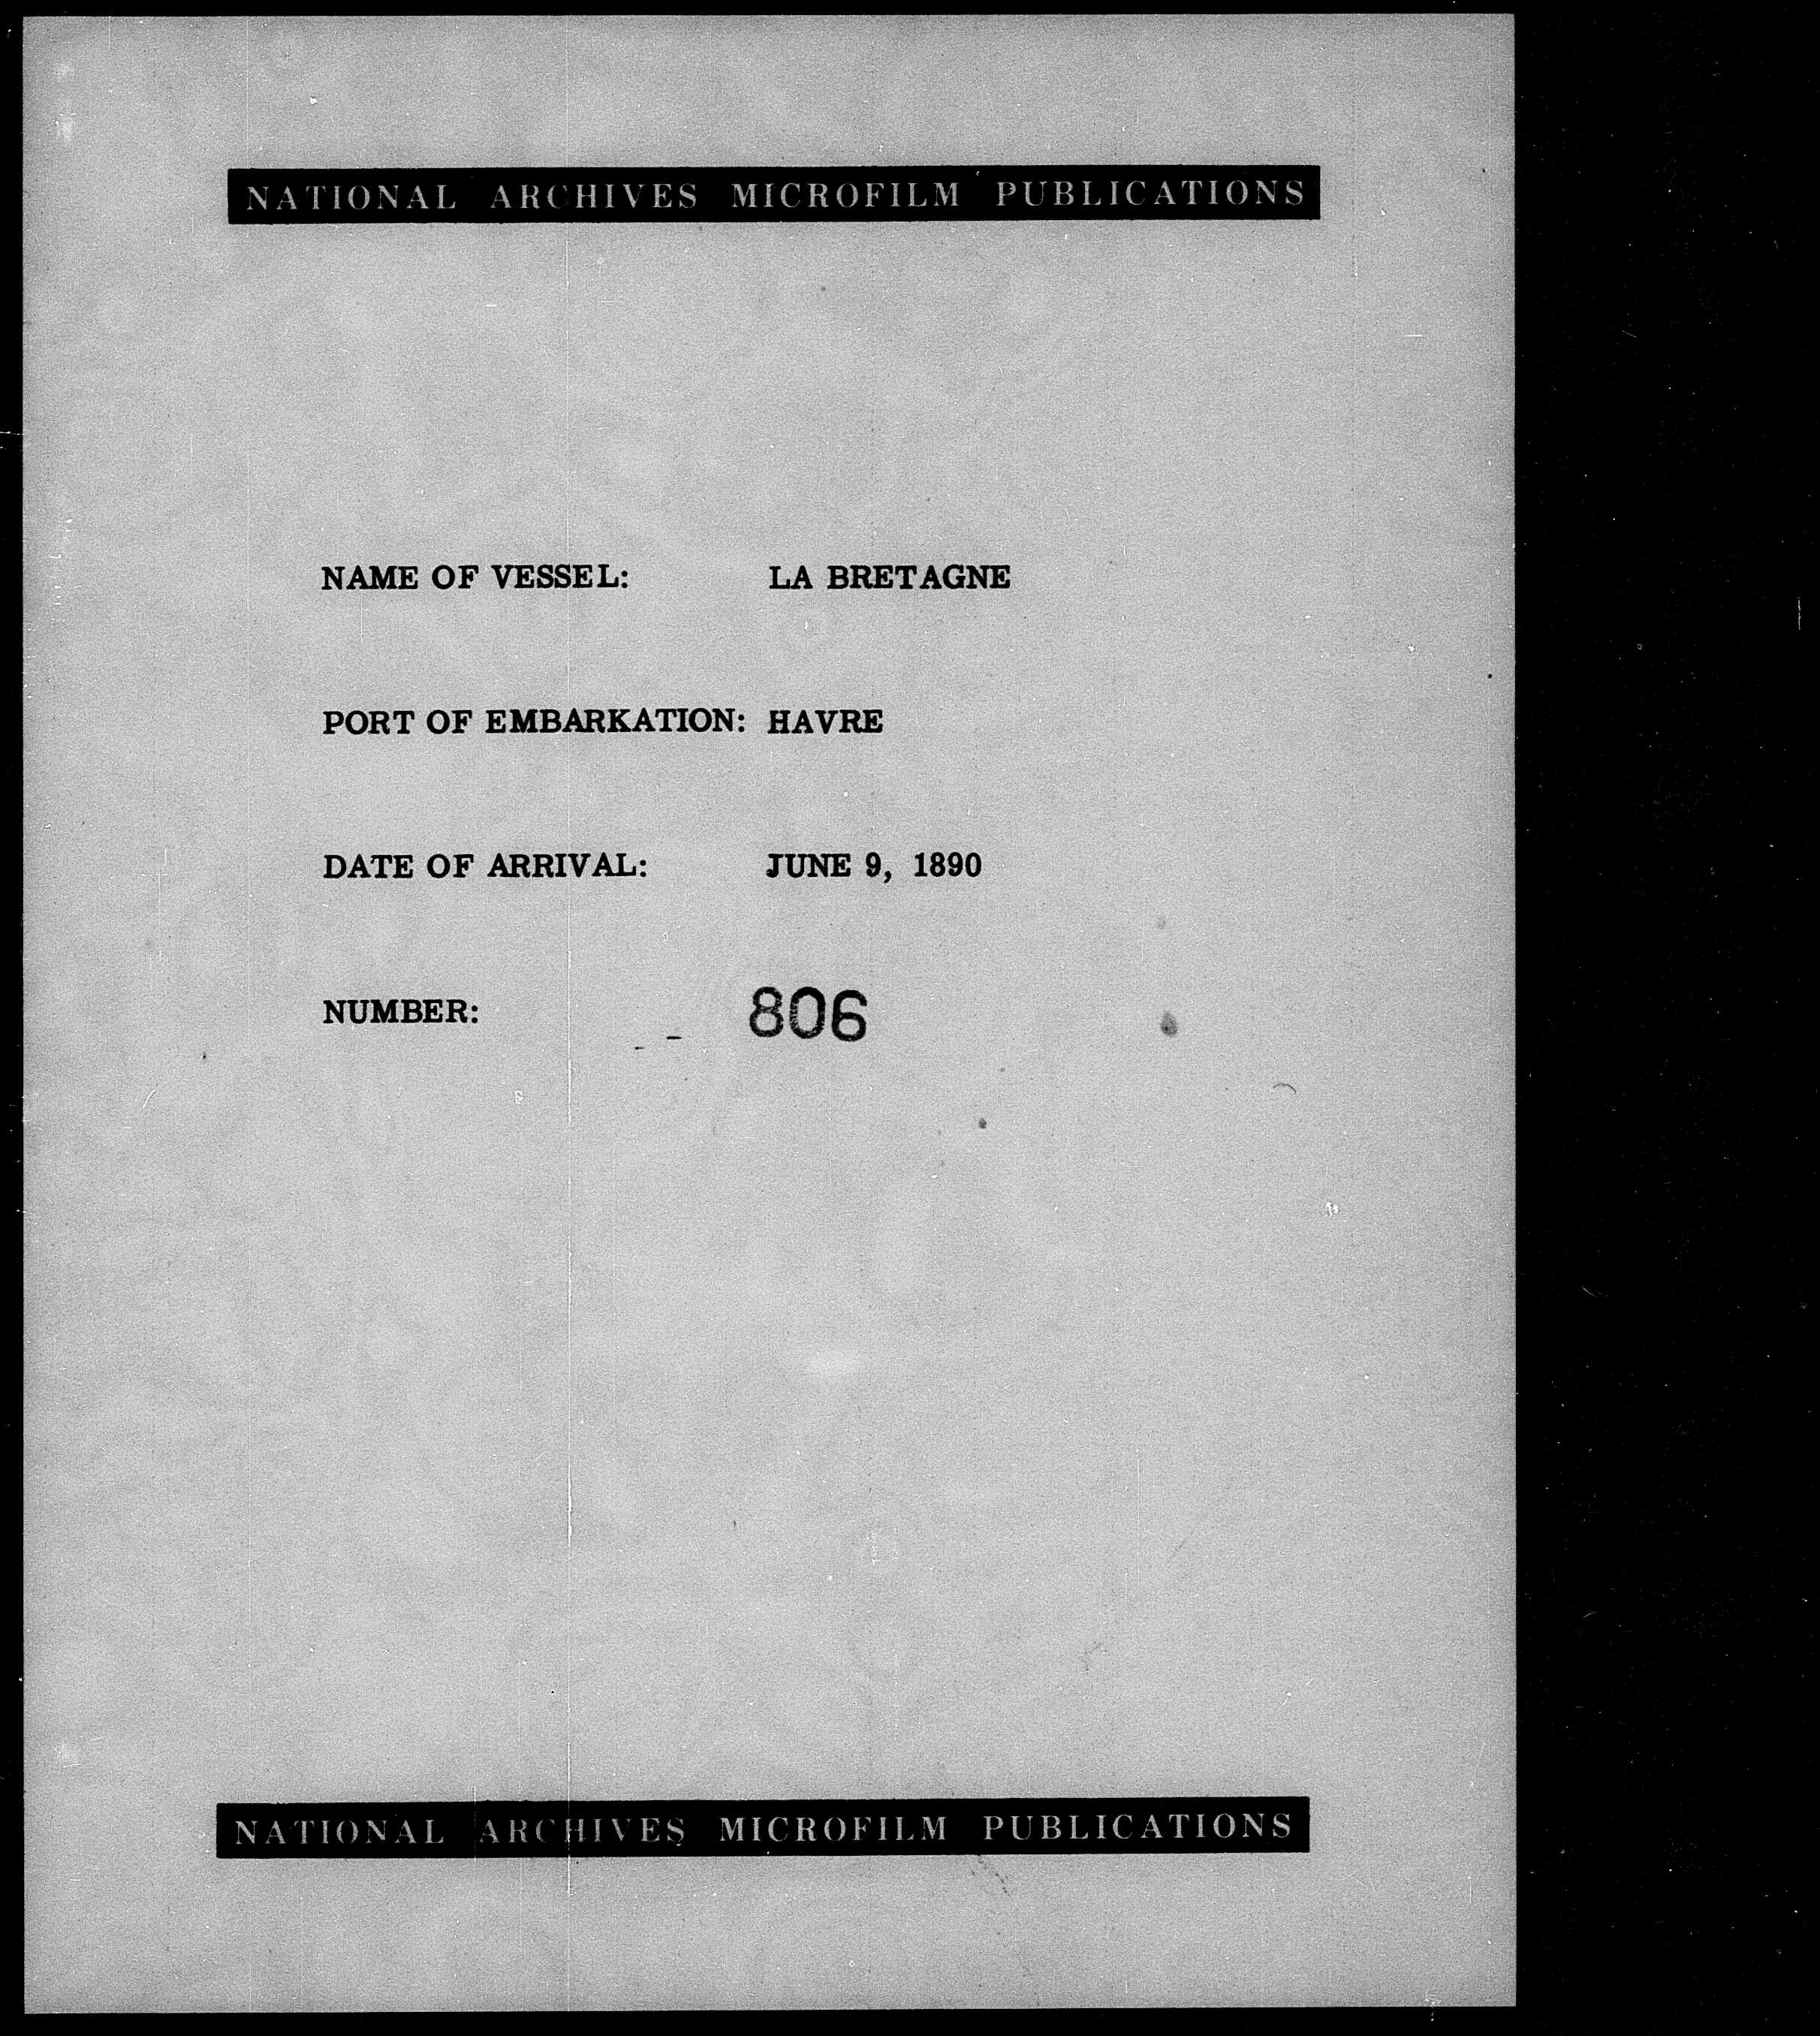 NATIONAL ARCHIVES MICROFILM PUBLICATIONS
NAME OF VESSEL: LA BRETAGNE
PORT OF EMBARKATION: HAVRE
DATE OF ARRIVAL: JUNE 9, 1890
NUMBER: 806
NATIONAL ARCHIVES MICROFILM PUBLICATIONS